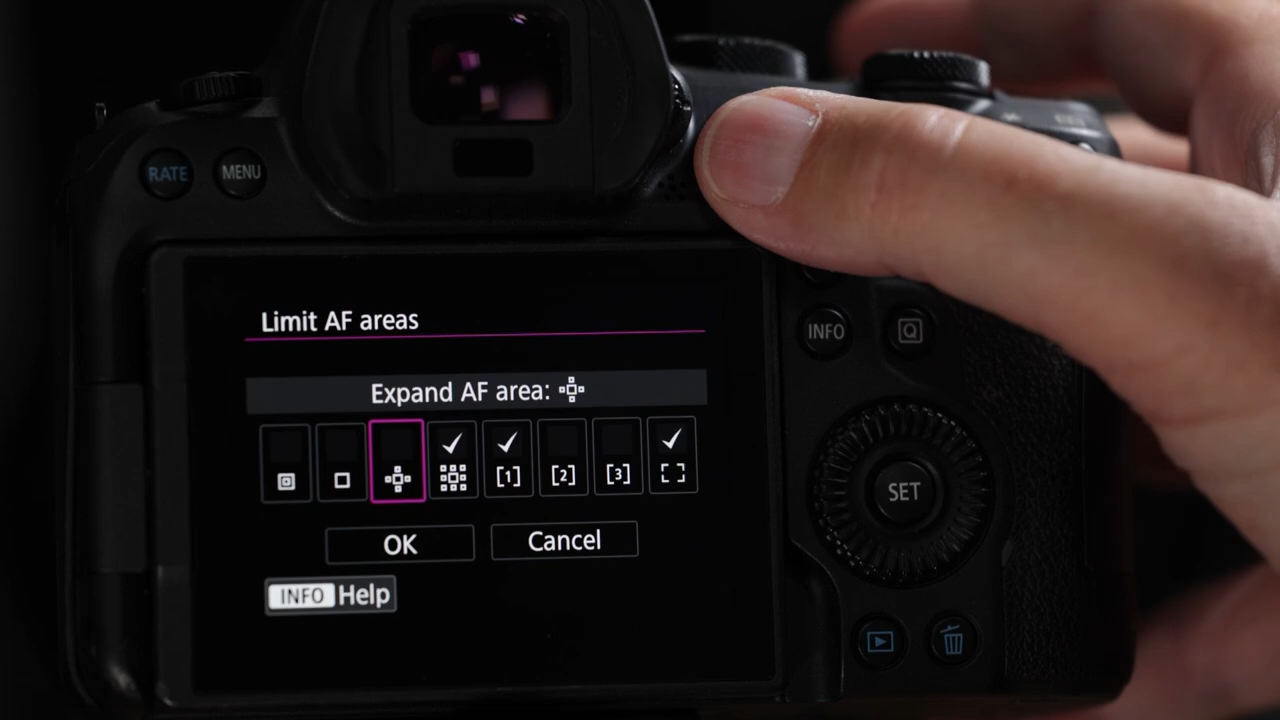 RATE MENU
INFO Q
Limit AF areas
Expand AF area:
[1] [2] [3]
SET
OK Cancel
INFO Help